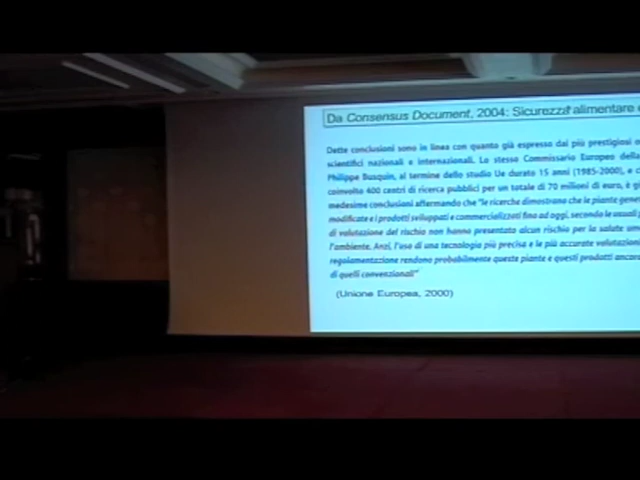 Da Consensus Document, 2004: Sicurezza alimentare e
Dette conclusioni sono in linea con quanto già espresso dai più prestigiosi o
scientifici nazionali e internazionali. Lo stesso Commissario Europeo della
Philippe Busquin, al termine dello studio Ue durato 15 anni (1985-2000), e c
coinvolto 400 centri di ricerca pubblici per un totale di 70 milioni di euro, è g
medesime conclusioni affermando che "le ricerche dimostrano che le piante gene
modificate e i prodotti sviluppati e commercializzati fino ad oggi, secondo le usuali
di valutazione del rischio non hanno presentato alcun rischio per la salute um
l'ambiente. Anzi, l'uso di una tecnologia più precisa e le più accurate valutazion
regolamentazione rendono probabilmente queste piante e questi prodotti ancora
di quelli convenzionali"
(Unione Europea, 2000)